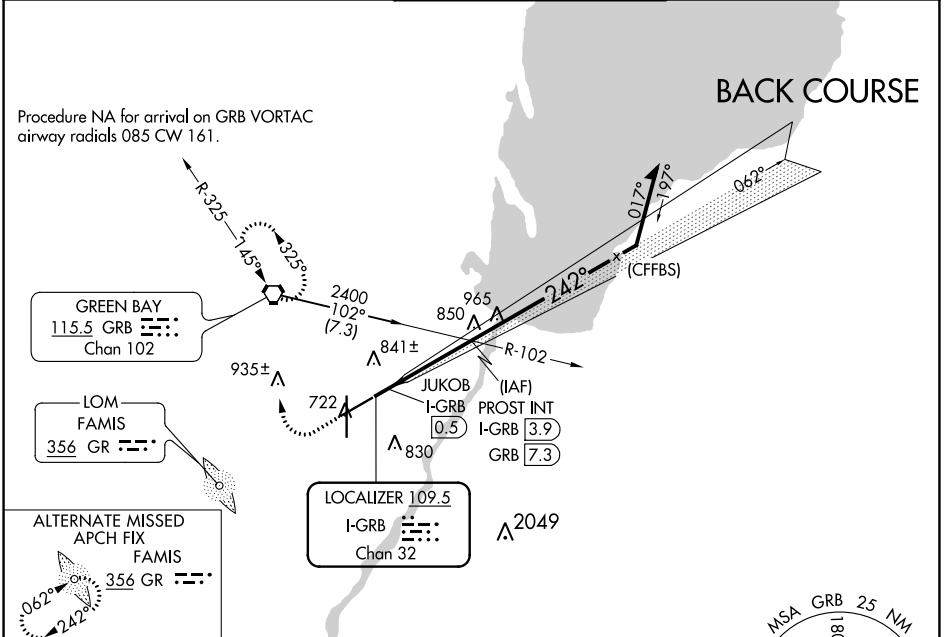 BACK COURSE
Procedure NA for arrival on GRB VORTAC
airway radials 085 CW 161.
R-325
145°
325°
017°
197°
062°
(CFFBS)
242°
GREEN BAY
115.5 GRB
Chan 102
2400
102°
(7.3)
965
850
841±
R-102
935±
722
JUKOB
I-GRB
0.5
(IAF)
PROST INT
I-GRB 3.9
GRB 7.3
830
LOM
FAMIS
356 GR
LOCALIZER 109.5
I-GRB
Chan 32
2049
ALTERNATE MISSED
APCH FIX
FAMIS
356 GR
062°
242°
MSA GRB 25 NM
180